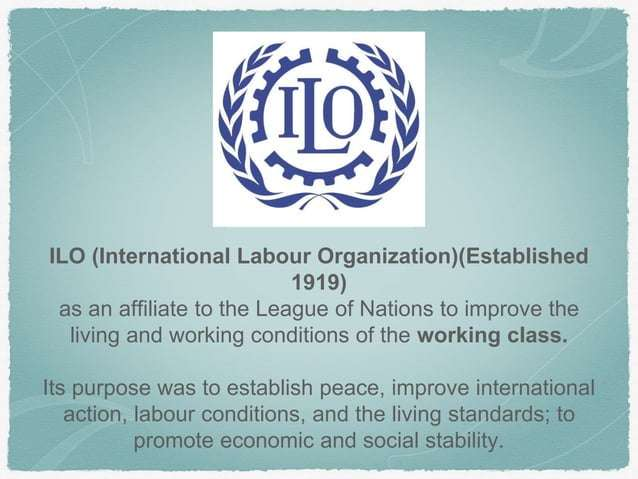 ILO
ILO (International Labour Organization)(Established
1919)
as an affiliate to the League of Nations to improve the
living and working conditions of the working class.
Its purpose was to establish peace, improve international
action, labour conditions, and the living standards; to
promote economic and social stability.